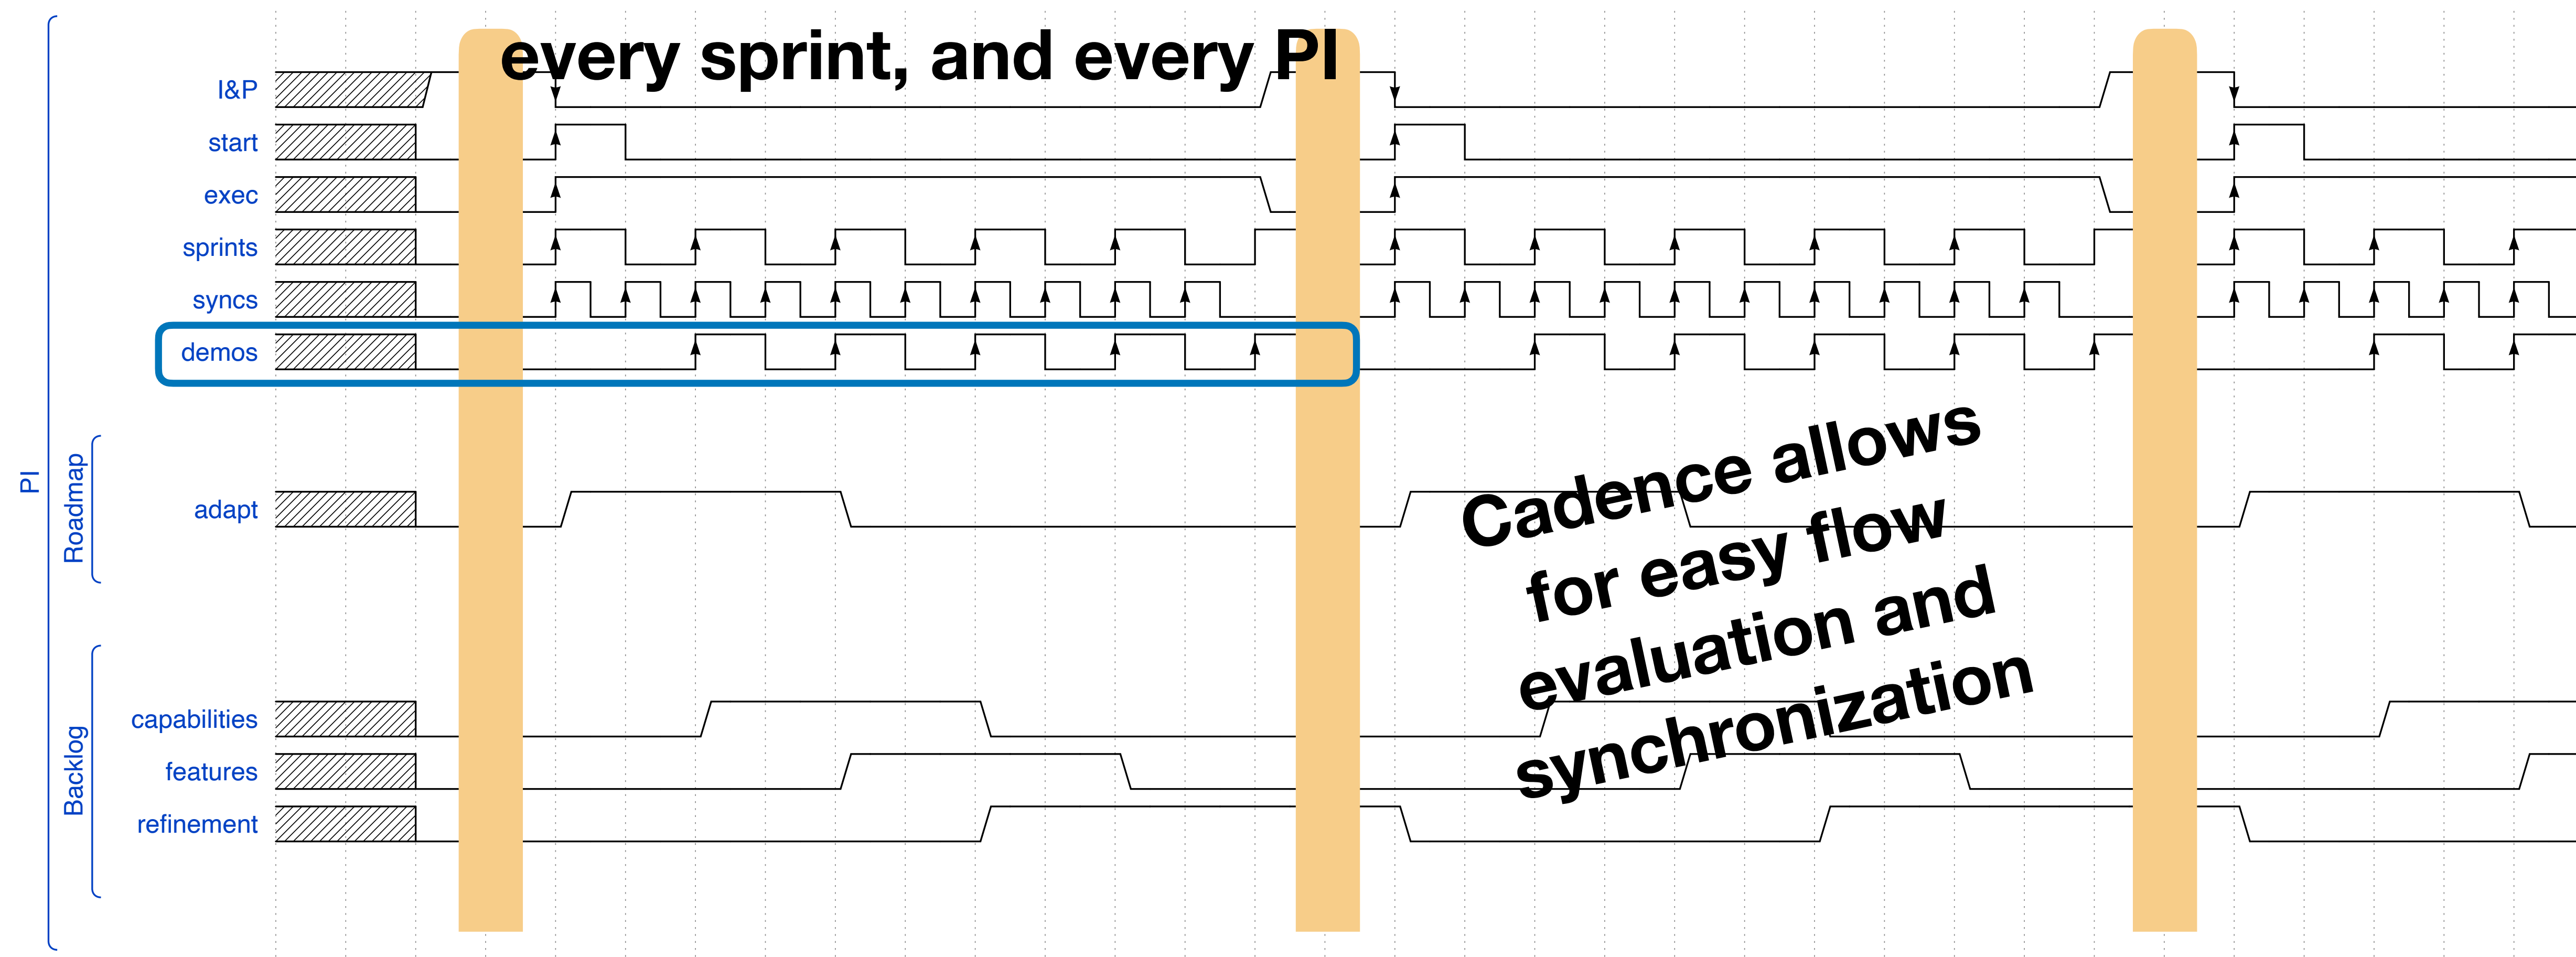 every sprint, and every PI
I&P
start
exec
sprints
syncs
demos
PI
Roadmap
adapt
Cadence allows
for easy flow
evaluation and
synchronization
Backlog
capabilities
features
refinement